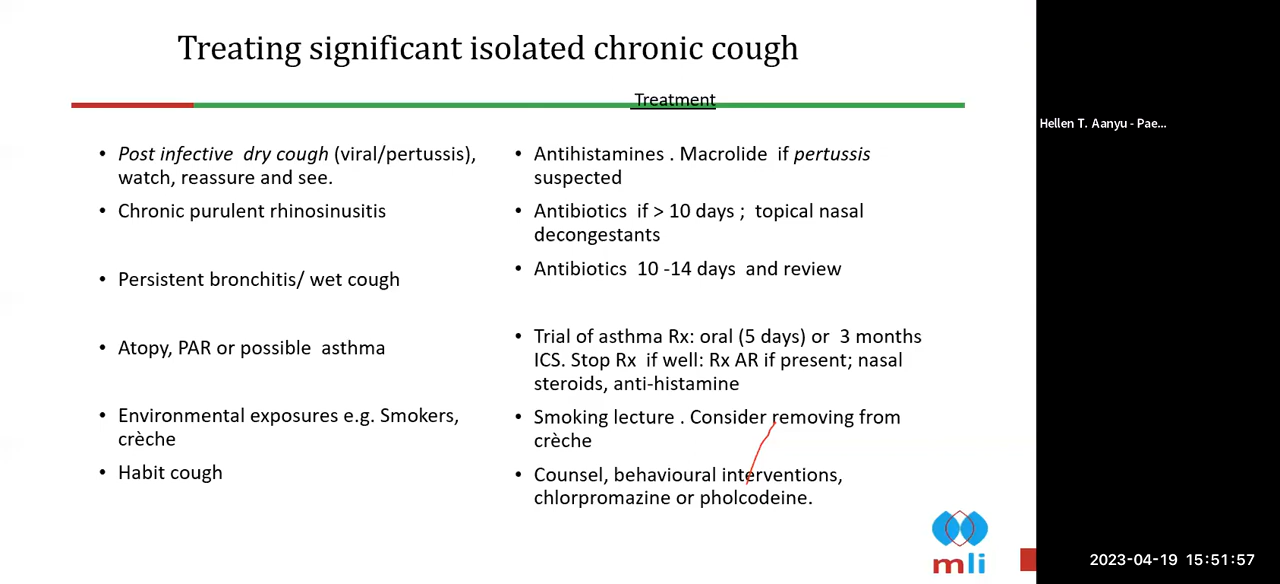 Treating significant isolated chronic cough
Treatment
• Post infective dry cough (viral/pertussis),
watch, reassure and see.
• Chronic purulent rhinosinusitis
• Persistent bronchitis/ wet cough
• Atopy, PAR or possible asthma
• Environmental exposures e.g. Smokers,
crèche
• Habit cough
• Antihistamines . Macrolide if pertussis
suspected
• Antibiotics if > 10 days ; topical nasal
decongestants
• Antibiotics 10 -14 days and review
• Trial of asthma Rx: oral (5 days) or 3 months
ICS. Stop Rx if well: Rx AR if present; nasal
steroids, anti-histamine
• Smoking lecture . Consider removing from
crèche
• Counsel, behavioural interventions,
chlorpromazine or pholcodeine.
mli
Hellen T. Aanyu - Pae...
2023-04-19 15:51:57